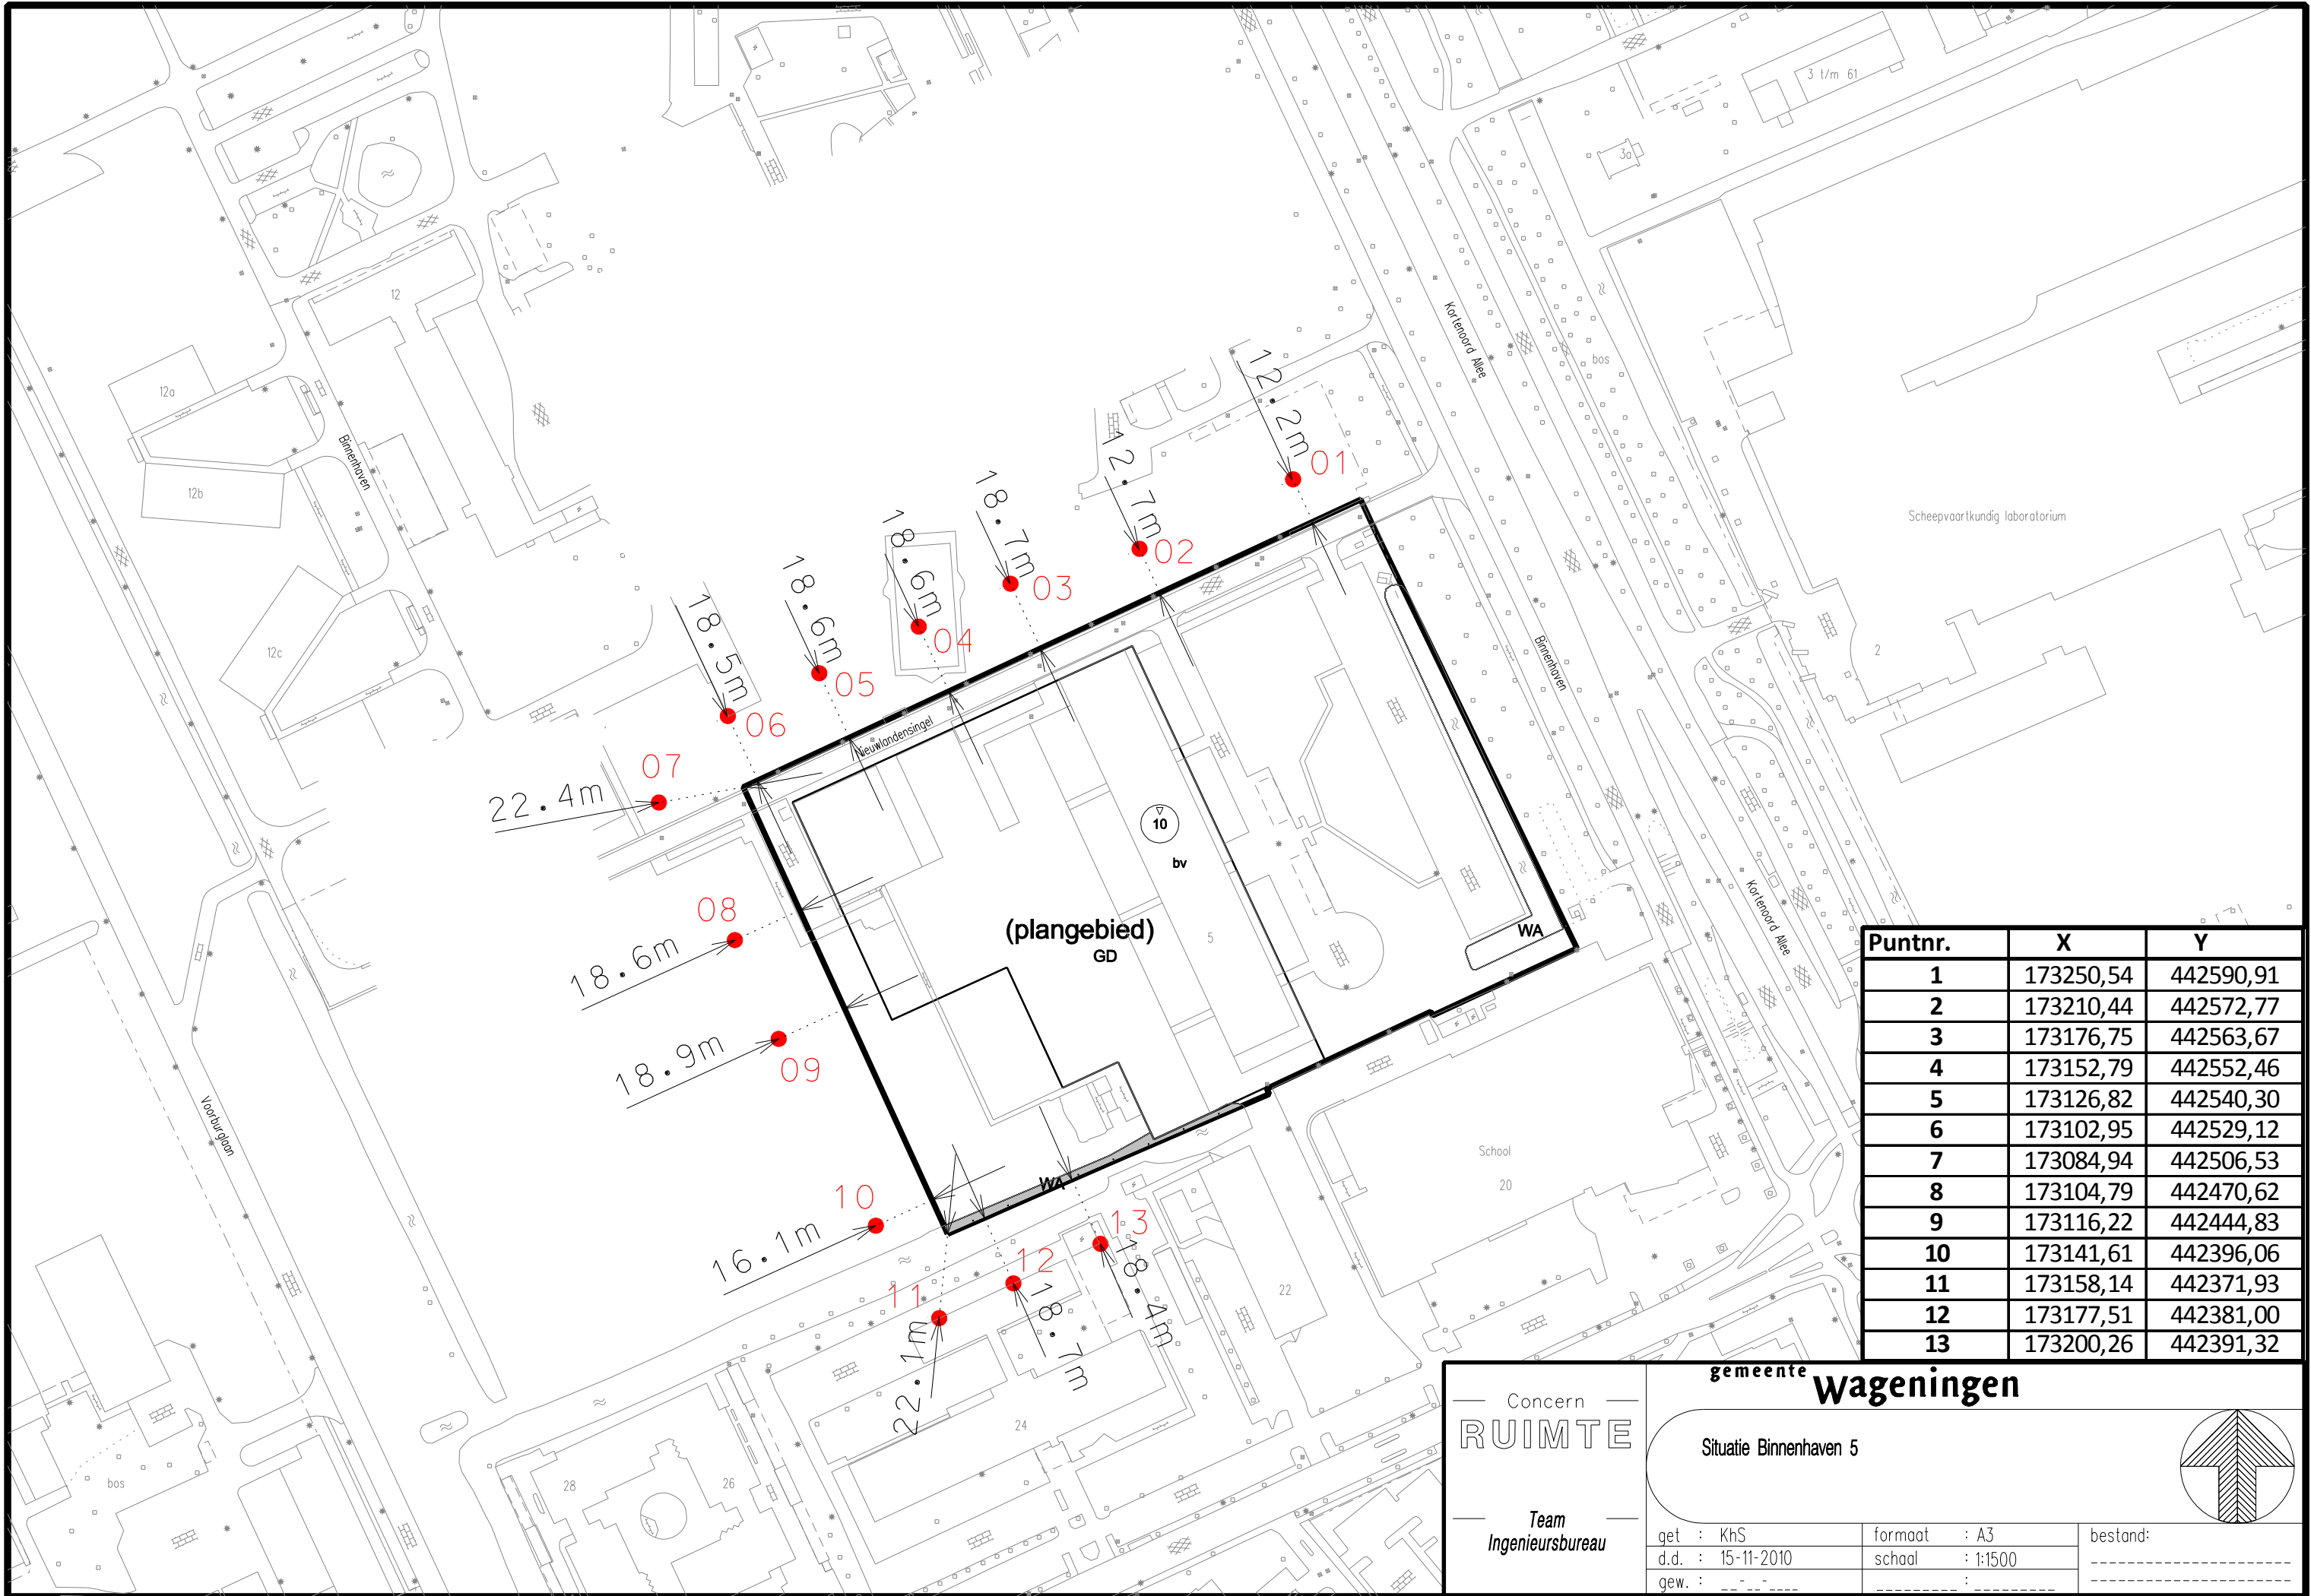 3 t/m 61
3a
12
Kortenoord Allee
bos
12a
Binnenhaven
12b
12.2m
01
12.7m
02
18.7m
03
18.6m
04
18.6m
05
18.5m
06
07
22.4m
Scheepvaartkundig laboratorium
12c
2
Binnenhaven
Nieuwlandensingel
10
bv
08
18.6m
(plangebied)
GD
5
WA
Kortenoord Allee
09
18.9m
Voorburglaan
WA
School
20
10
16.1m
13
18.4m
12
18.7m
11
22.1m
22
24
26
28
bos
Puntnr. X Y
1 173250,54 442590,91
2 173210,44 442572,77
3 173176,75 442563,67
4 173152,79 442552,46
5 173126,82 442540,30
6 173102,95 442529,12
7 173084,94 442506,53
8 173104,79 442470,62
9 173116,22 442444,83
10 173141,61 442396,06
11 173158,14 442371,93
12 173177,51 442381,00
13 173200,26 442391,32
Concern
RUIMTE
Team
Ingenieursbureau
gemeente wageningen
Situatie Binnenhaven 5
get : KhS formaat : A3 bestand:
d.d. : 15-11-2010 schaal : 1:1500
gew. : __-__-____